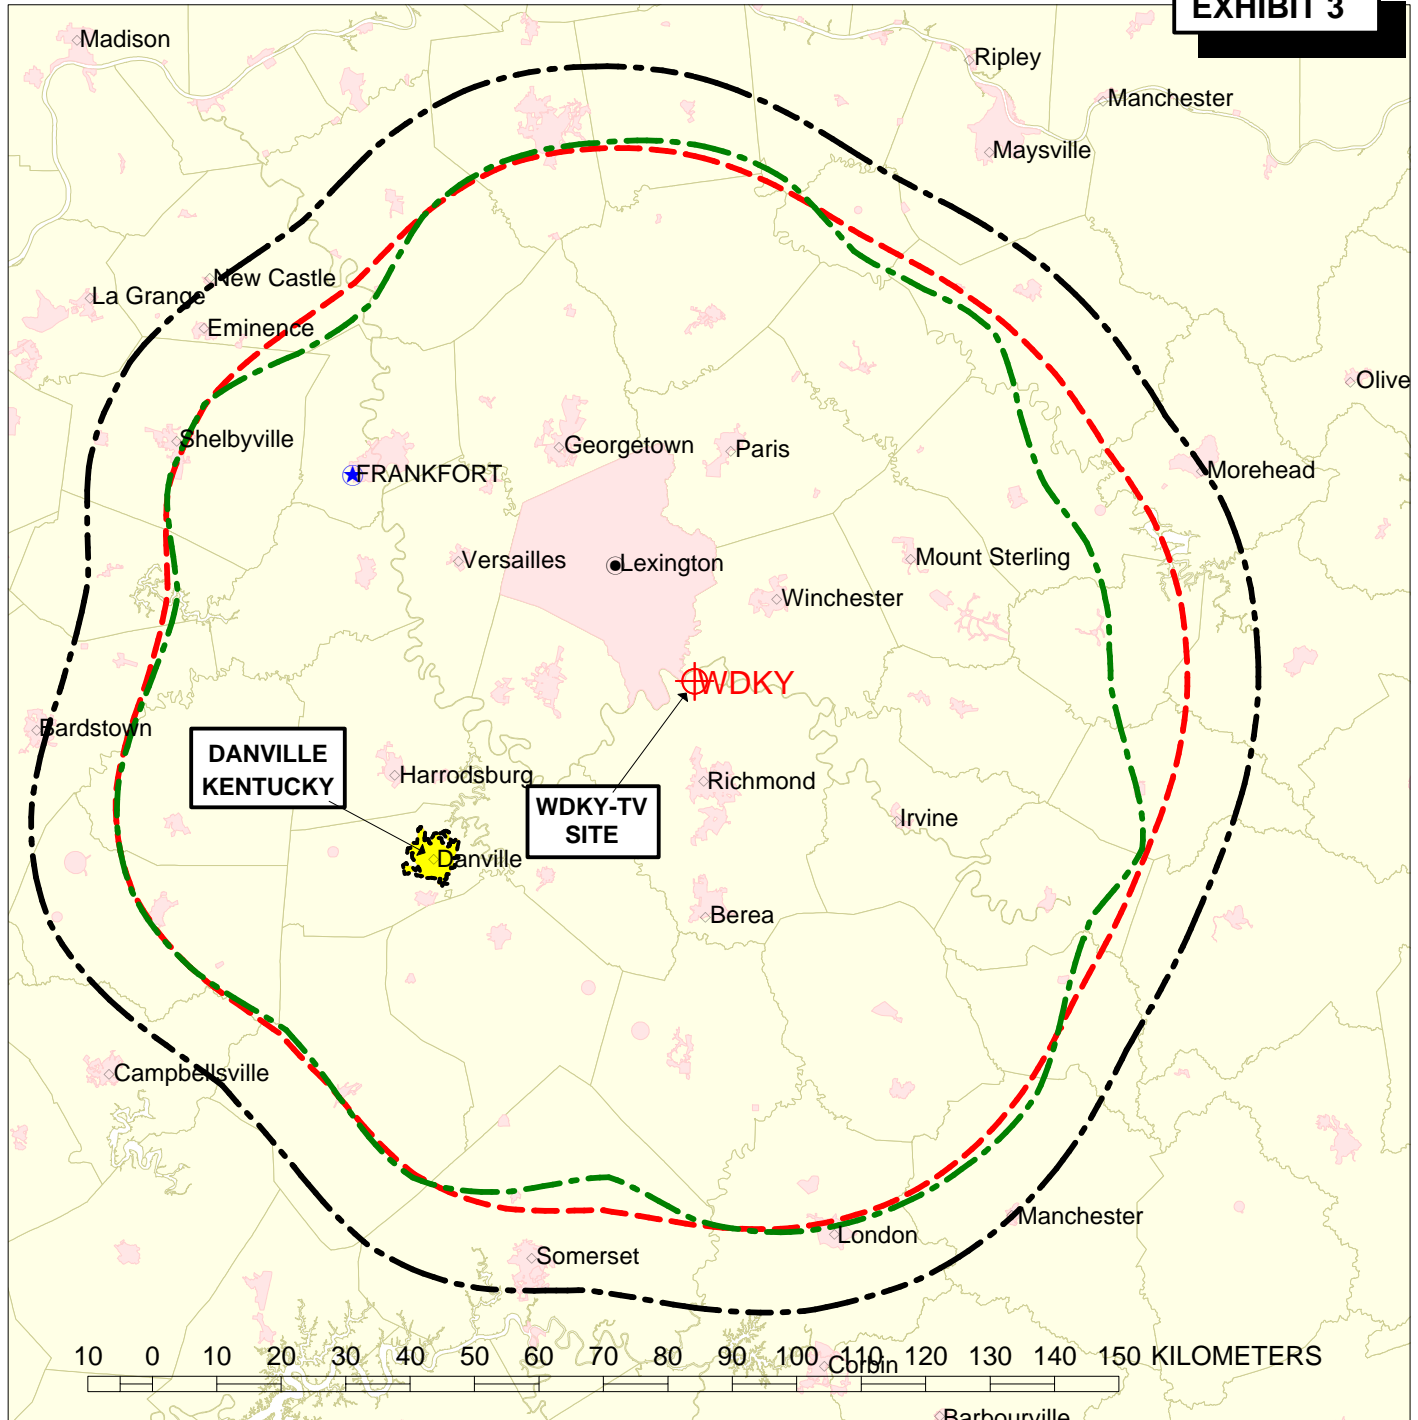 EXHIBIT 3
Madison
Ripley
Manchester
Maysville
New Castle
La Grange
Eminence
Olive
Shelbyville
Georgetown
Paris
FRANKFORT
Morehead
Versailles
Lexington
Mount Sterling
Winchester
WDKY
Bardstown
DANVILLE
KENTUCKY
Harrodsburg
Richmond
WDKY-TV
SITE
Irvine
Danville
Berea
Campbellsville
Manchester
London
Somerset
10 0 10 20 30 40 50 60 70 80 90 100 110 120 130 140 150 KILOMETERS
Corbin
Barbourville